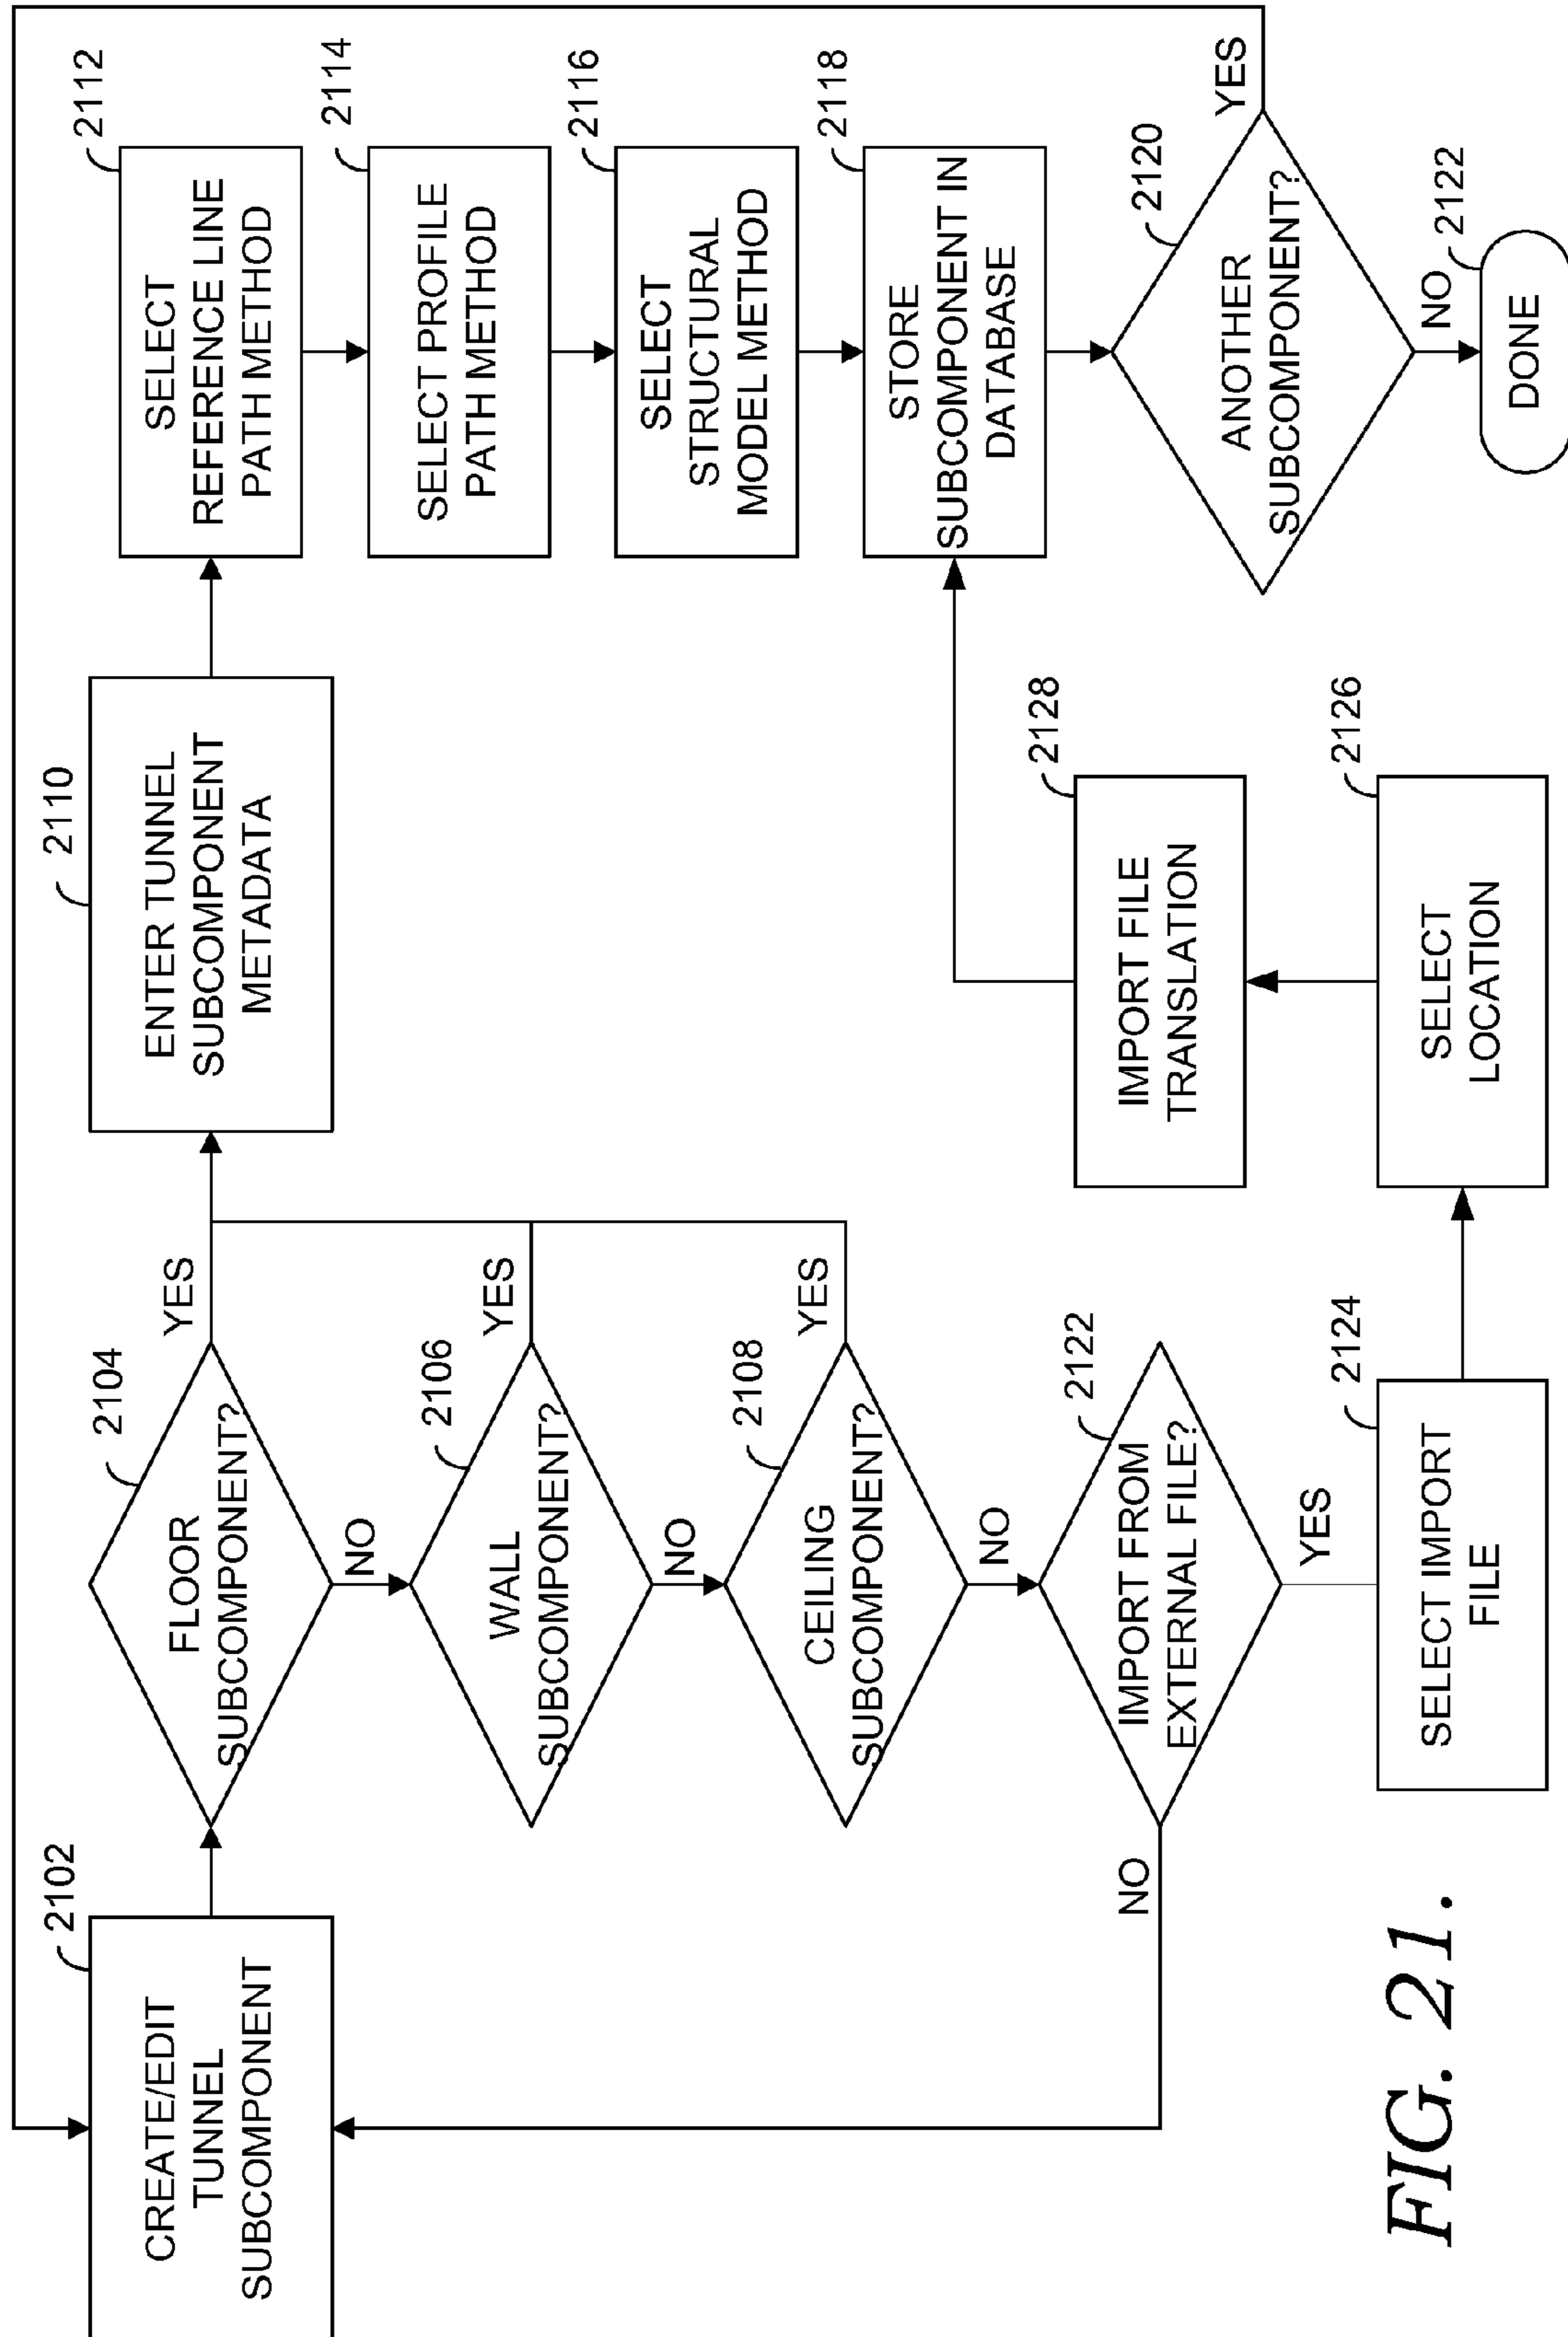 2102
CREATE/EDIT
TUNNEL
SUBCOMPONENT
2104
FLOOR
SUBCOMPONENT?
YES
NO
2106
WALL
SUBCOMPONENT?
YES
NO
2108
CEILING
SUBCOMPONENT?
YES
NO
2122
IMPORT FROM
EXTERNAL FILE?
NO
YES
2124
SELECT IMPORT
FILE
2126
SELECT
LOCATION
2128
IMPORT FILE
TRANSLATION
2110
ENTER TUNNEL
SUBCOMPONENT
METADATA
2112
SELECT
REFERENCE LINE
PATH METHOD
2114
SELECT PROFILE
PATH METHOD
2116
SELECT
STRUCTURAL
MODEL METHOD
2118
STORE
SUBCOMPONENT IN
DATABASE
2120
ANOTHER
SUBCOMPONENT?
YES
NO
2122
DONE
FIG. 21.